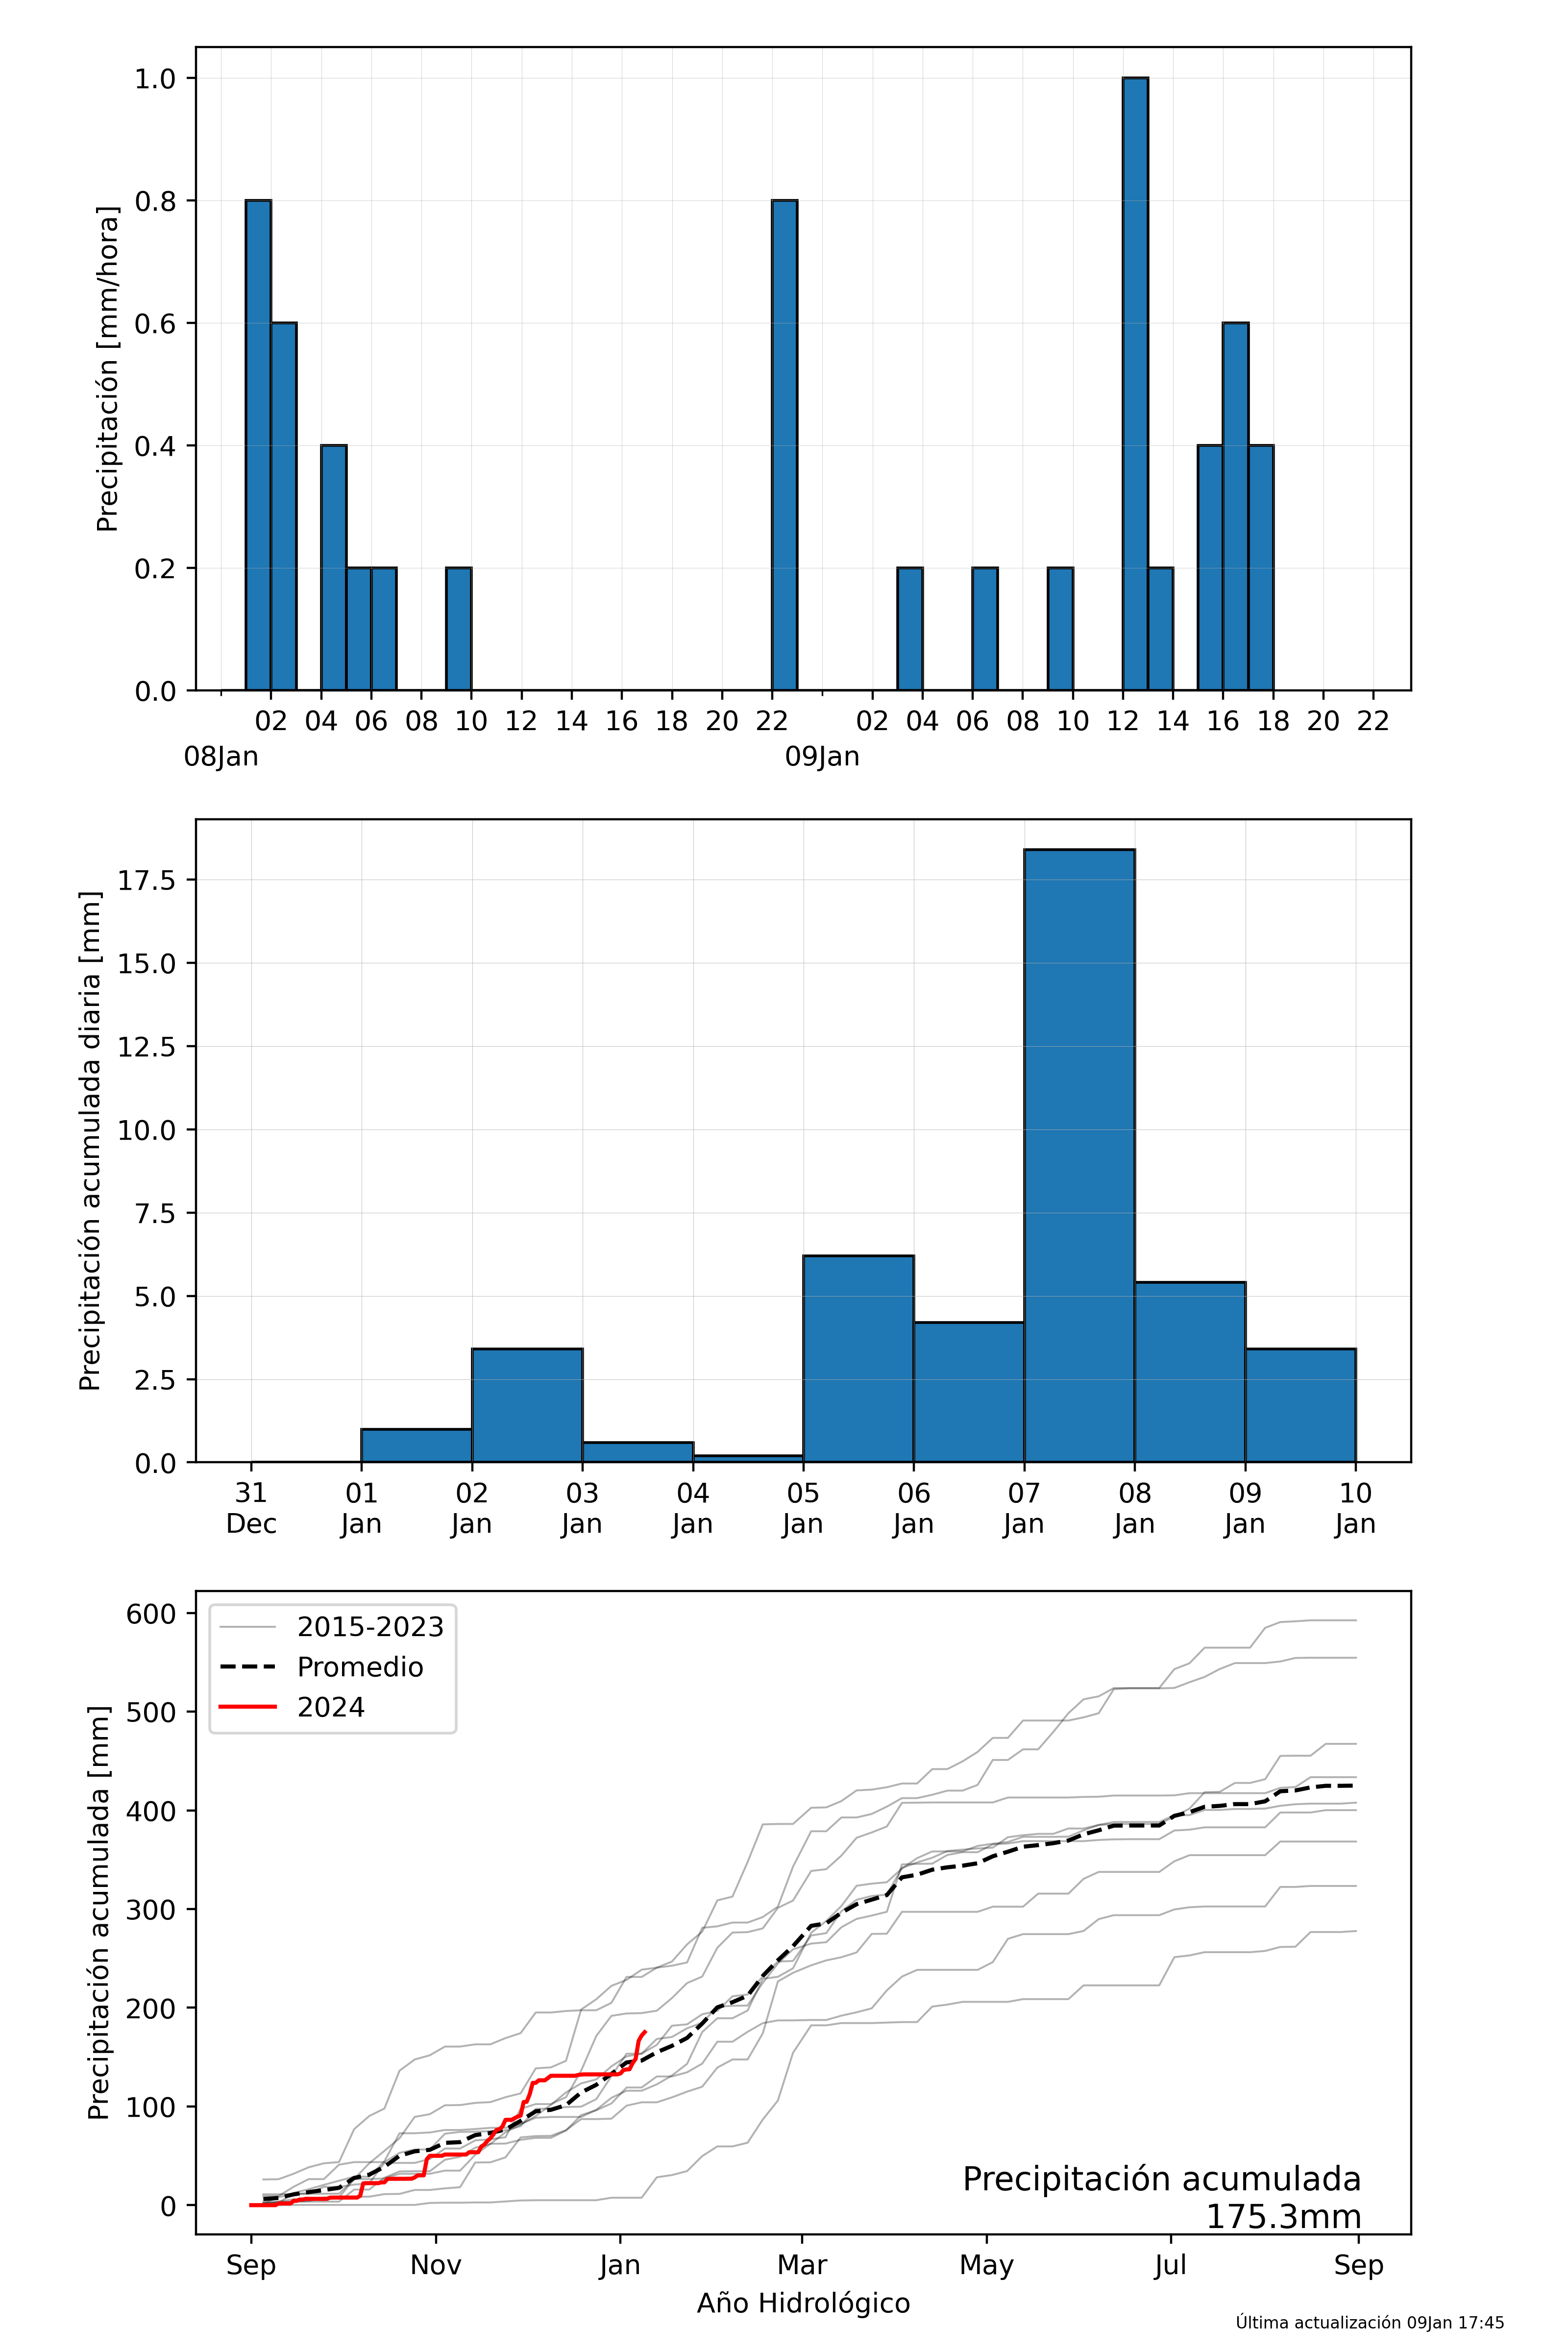 1.0
0.8
0.6
0.4
0.2
0.0
Precipitación [mm/hora]
02 04 06 08 10 12 14 16 18 20 22 02 04 06 08 10 12 14 16 18 20 22
08Jan 09Jan
17.5
15.0
12.5
10.0
7.5
5.0
2.5
0.0
Precipitación acumulada diaria [mm]
31 01 02 03 04 05 06 07 08 09 10
Dec Jan Jan Jan Jan Jan Jan Jan Jan Jan Jan
600
500
400
300
200
100
0
Precipitación acumulada [mm]
2015-2023
Promedio
2024
Precipitación acumulada
175.3mm
Sep Nov Jan Mar May Jul Sep
Año Hidrológico
Última actualización 09Jan 17:45